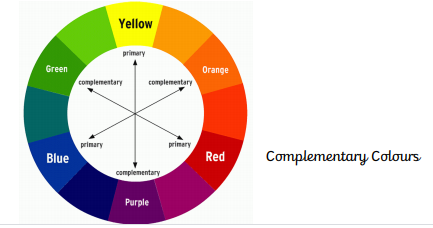 Yellow
primary
Green
Orange
complementary
complementary
primary
primary
Blue
Red
Complementary Colours
complementary
Purple